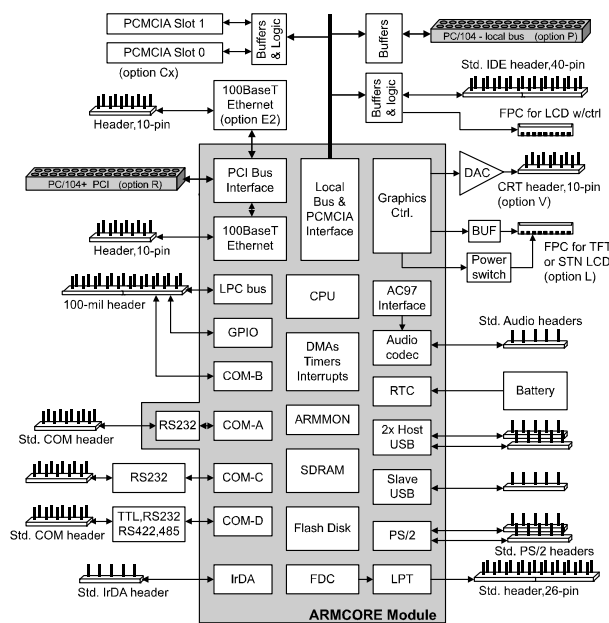 PCMCIA Slot 1
PCMCIA Slot 0
(option Cx)
Buffers
& Logic
Buffers
PC/104 - local bus (option P)
Std. IDE header,40-pin
Buffers
& logic
FPC for LCD w/ctrl
100BaseT
Ethernet
(option E2)
Header,10-pin
PC/104+ PCI (option R)
PCI Bus
Interface
Local
Bus &
PCMCIA
Interface
Graphics
Ctrl.
DAC
CRT header,10-pin
(option V)
100BaseT
Ethernet
Header,10-pin
BUF
Power
switch
FPC for TFT
or STN LCD
(option L)
LPC bus
100-mil header
CPU
AC97
Interface
GPIO
DMAs
Timers
Interrupts
Audio
codec
Std. Audio headers
COM-B
RTC
Battery
RS232
COM-A
Std. COM header
ARMMON
2x Host
USB
RS232
COM-C
SDRAM
Slave
USB
TTL,RS232
RS422,485
COM-D
Std. COM header
Flash Disk
PS/2
Std. PS/2 headers
IrDA
Std. IrDA header
FDC
LPT
Std. header,26-pin
ARMCORE Module